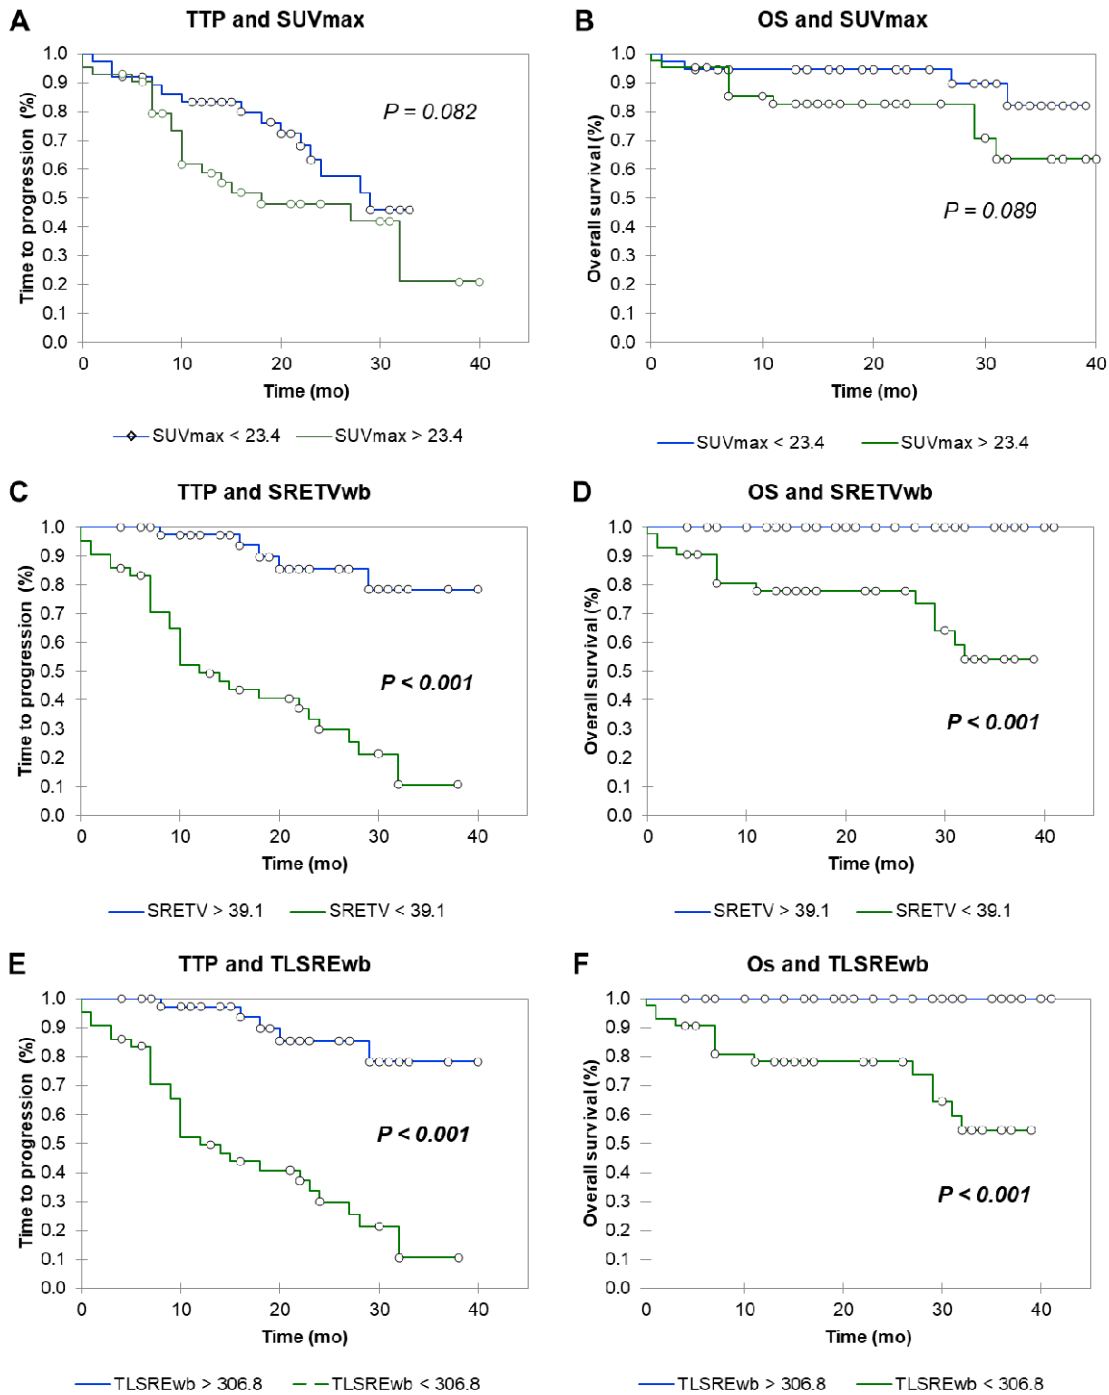 A
TTP and SUVmax
Time to progression (%)
1.0
0.9
0.8
0.7
0.6
0.5
0.4
0.3
0.2
0.1
0.0
P = 0.082
0 10 20 30 40
Time (mo)
SUVmax < 23.4 SUVmax > 23.4
B
OS and SUVmax
Overall survival (%)
1.0
0.9
0.8
0.7
0.6
0.5
0.4
0.3
0.2
0.1
0.0
P = 0.089
0 10 20 30 40
Time (mo)
SUVmax < 23.4 SUVmax > 23.4
C
TTP and SRETVwb
Time to progression (%)
1.0
0.9
0.8
0.7
0.6
0.5
0.4
0.3
0.2
0.1
0.0
P < 0.001
0 10 20 30 40
Time (mo)
SRETV > 39.1 SRETV < 39.1
D
OS and SRETVwb
Overall survival (%)
1.0
0.9
0.8
0.7
0.6
0.5
0.4
0.3
0.2
0.1
0.0
P < 0.001
0 10 20 30 40
Time (mo)
SRETV > 39.1 SRETV < 39.1
E
TTP and TLSREwb
Time to progression (%)
1.0
0.9
0.8
0.7
0.6
0.5
0.4
0.3
0.2
0.1
0.0
P < 0.001
0 10 20 30 40
Time (mo)
TLSREwb > 306.8 TLSREwb < 306.8
F
Os and TLSREwb
Overall survival (%)
1.0
0.9
0.8
0.7
0.6
0.5
0.4
0.3
0.2
0.1
0.0
P < 0.001
0 10 20 30 40
Time (mo)
TLSREwb > 306.8 TLSREwb < 306.8